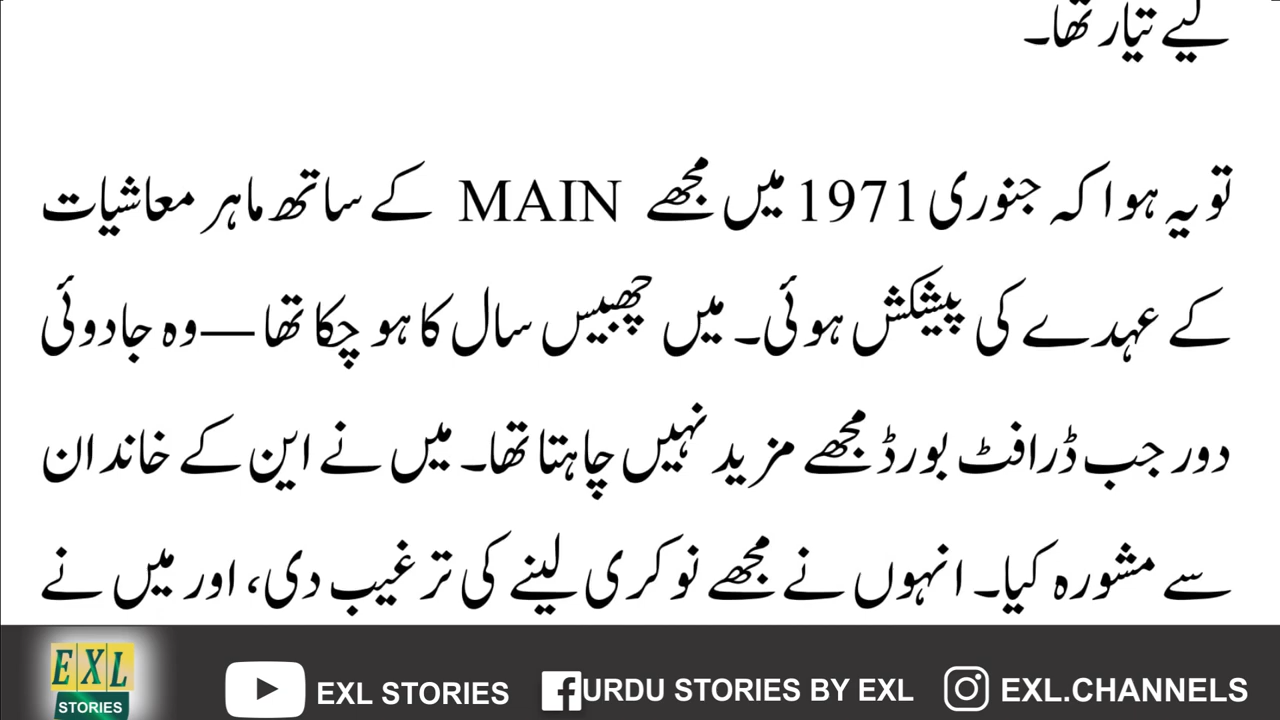 لیے تیار تھا۔
تو یہ ہوا کہ جنوری 1971 میں مجھے MAIN کے ساتھ ماہر معاشیات
کے عہدے کی پیشکش ہوئی۔ میں چھبیس سال کا ہو چکا تھا—وہ جادوئی
دور جب ڈرافٹ بورڈ مجھے مزید نہیں چاہتا تھا۔ میں نے این کے خاندان
سے مشورہ کیا۔ انہوں نے مجھے نوکری لینے کی ترغیب دی، اور میں نے
EXL
STORIES
EXL STORIES
URDU STORIES BY EXL
EXL.CHANNELS